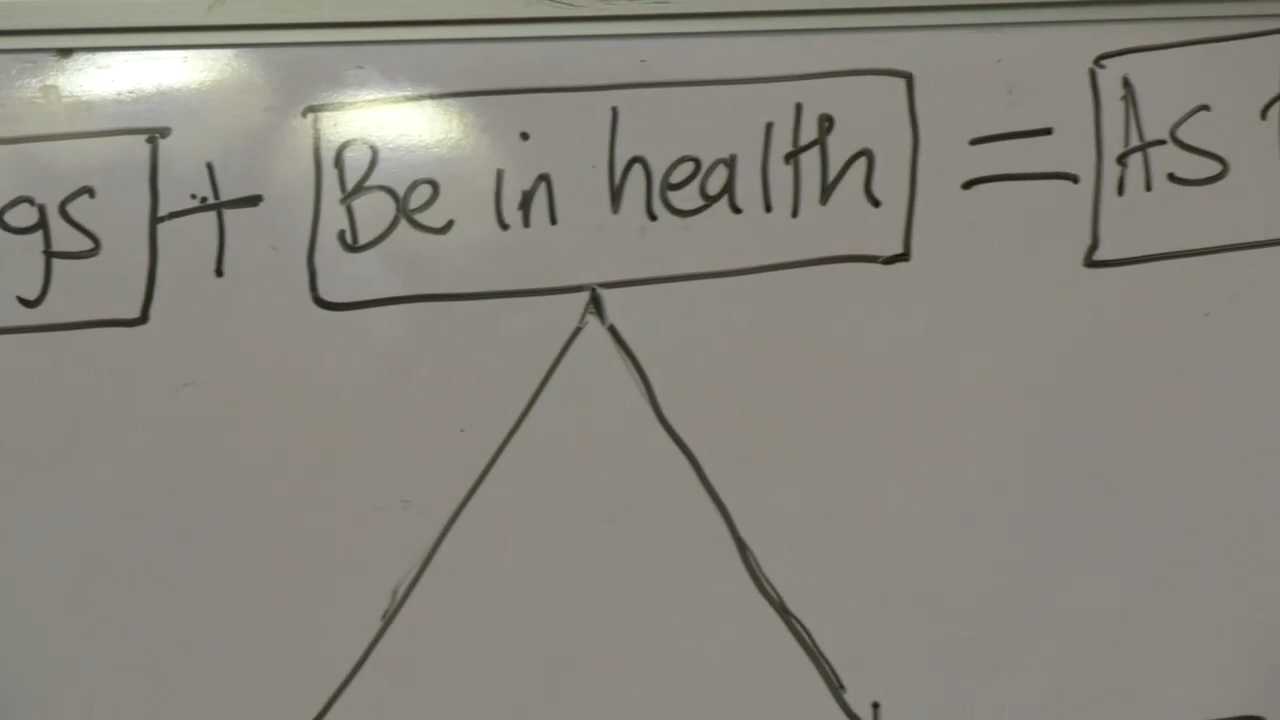 gs + Be in health = As